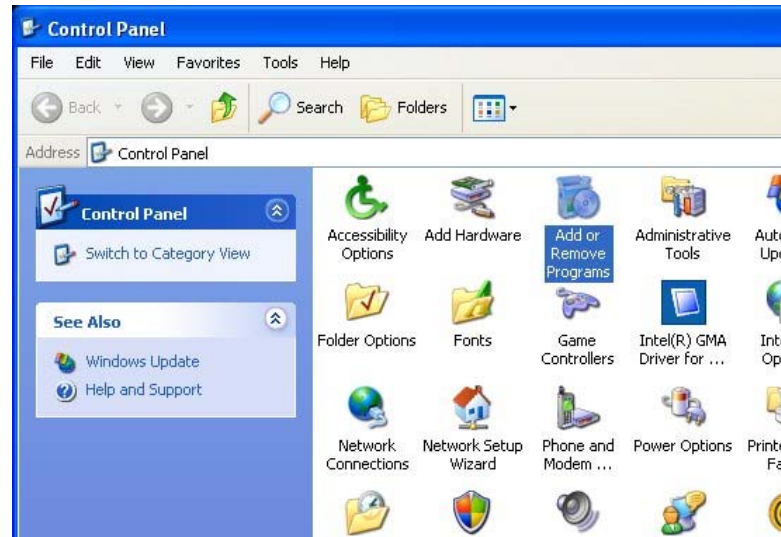 Control Panel
File Edit View Favorites Tools Help
Back Search Folders
Address Control Panel
Control Panel
Switch to Category View
See Also
Windows Update
Help and Support
Accessibility Options
Add Hardware
Add or Remove Programs
Administrative Tools
Folder Options
Fonts
Game Controllers
Intel(R) GMA Driver for ...
Network Connections
Network Setup Wizard
Phone and Modem ...
Power Options